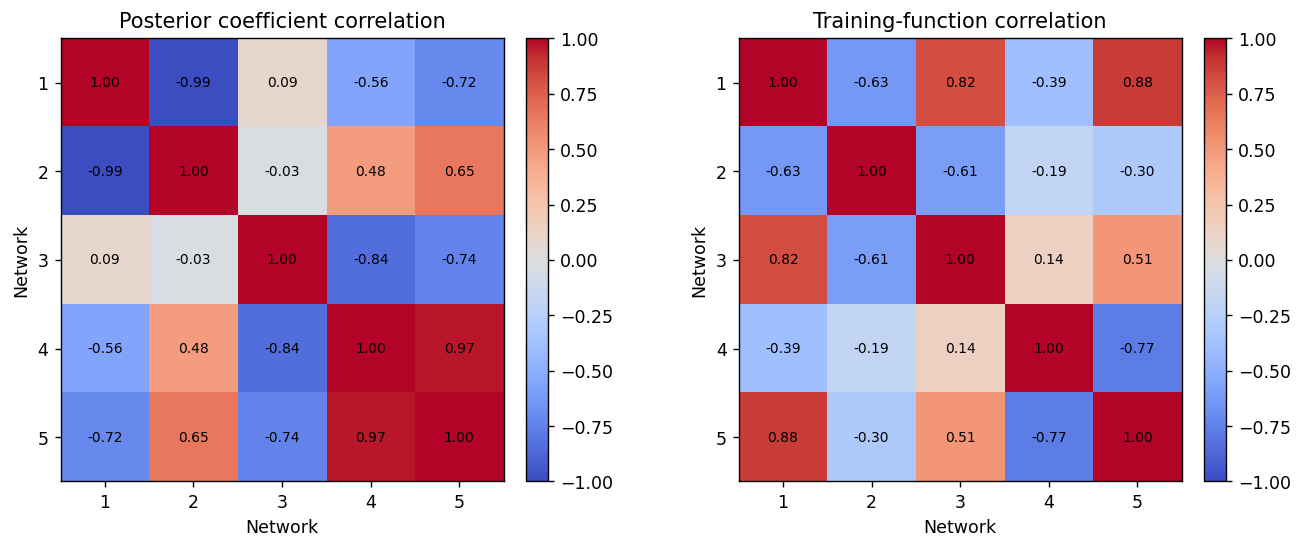 Posterior coefficient correlation
1 1.00 -0.99 0.09 -0.56 -0.72
2 -0.99 1.00 -0.03 0.48 0.65
3 0.09 -0.03 1.00 -0.84 -0.74
4 -0.56 0.48 -0.84 1.00 0.97
5 -0.72 0.65 -0.74 0.97 1.00
1 2 3 4 5
Network
Network
1.00
0.75
0.50
0.25
0.00
−0.25
−0.50
−0.75
−1.00
Training-function correlation
1 1.00 -0.63 0.82 -0.39 0.88
2 -0.63 1.00 -0.61 -0.19 -0.30
3 0.82 -0.61 1.00 0.14 0.51
4 -0.39 -0.19 0.14 1.00 -0.77
5 0.88 -0.30 0.51 -0.77 1.00
1 2 3 4 5
Network
Network
1.00
0.75
0.50
0.25
0.00
−0.25
−0.50
−0.75
−1.00